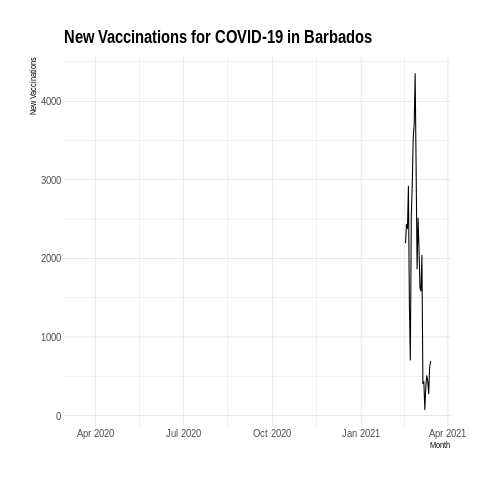 New Vaccinations for COVID-19 in Barbados
New Vaccinations
4000
3000
2000
1000
0
Apr 2020 Jul 2020 Oct 2020 Jan 2021 Apr 2021
Month